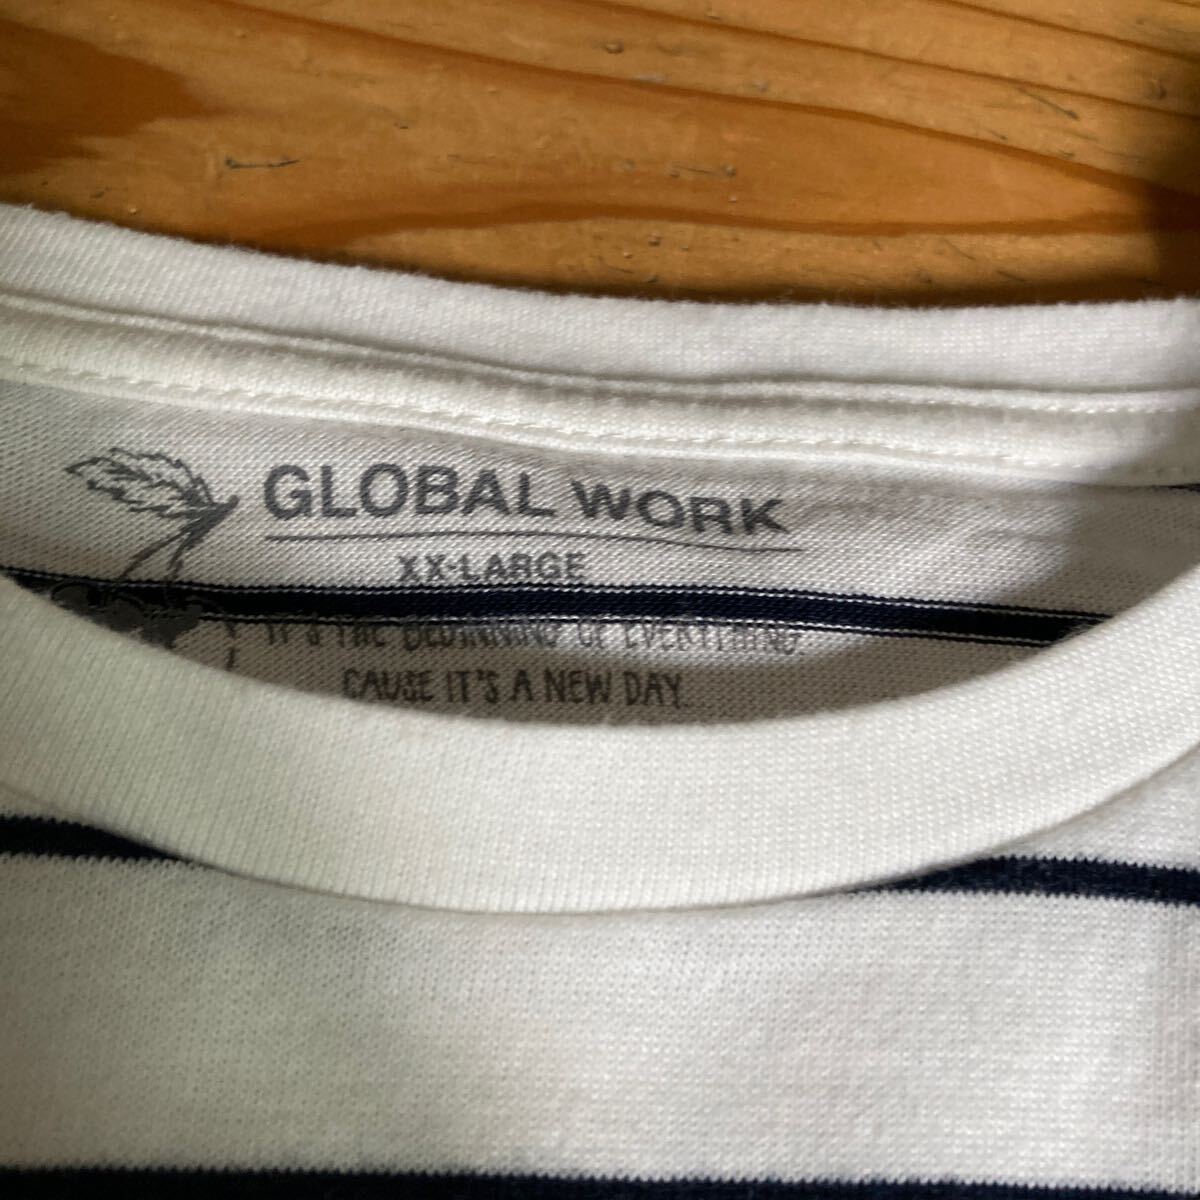 GLOBAL WORK
XX-LARGE
IT'S THE BEGINNING OF EVERYTHING.
CAUSE IT'S A NEW DAY.